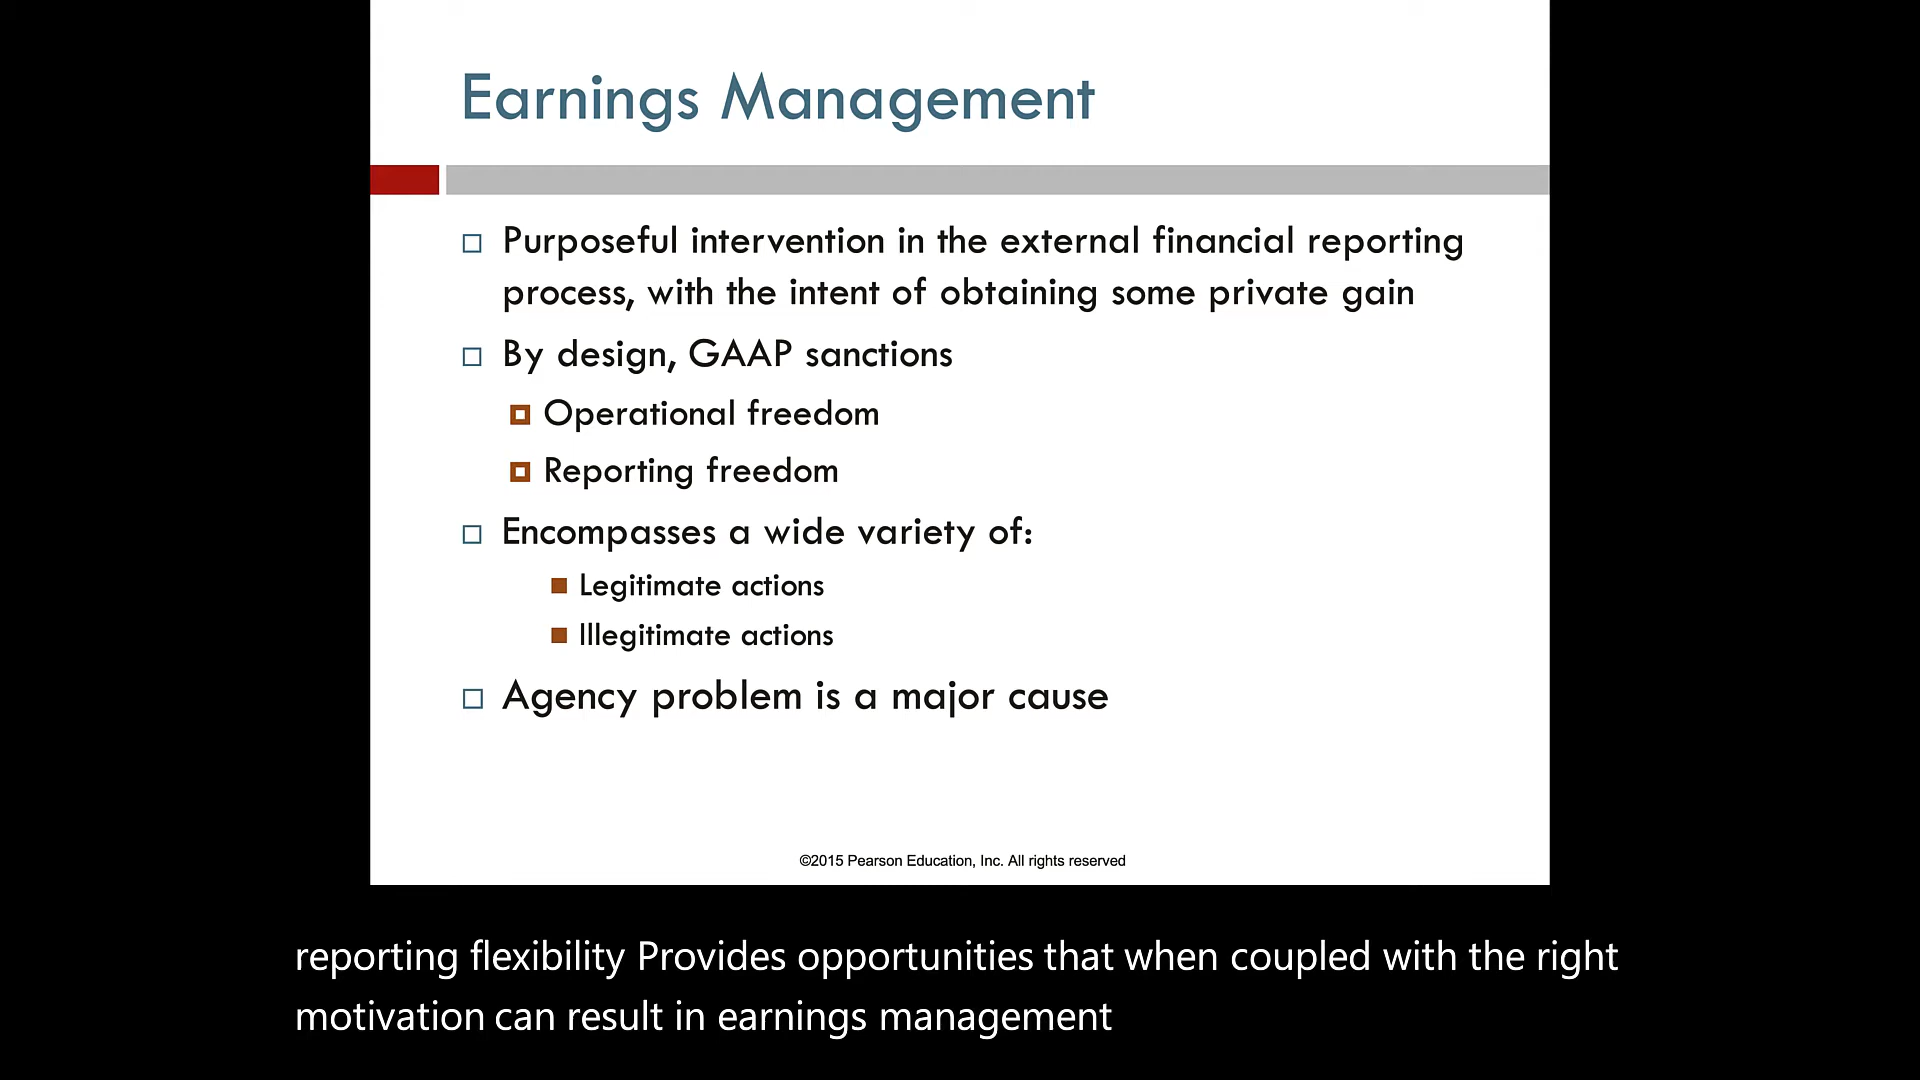 Earnings Management
Purposeful intervention in the external financial reporting
process, with the intent of obtaining some private gain
By design, GAAP sanctions
Operational freedom
Reporting freedom
Encompasses a wide variety of:
Legitimate actions
Illegitimate actions
Agency problem is a major cause
©2015 Pearson Education, Inc. All rights reserved
reporting flexibility Provides opportunities that when coupled with the right
motivation can result in earnings management